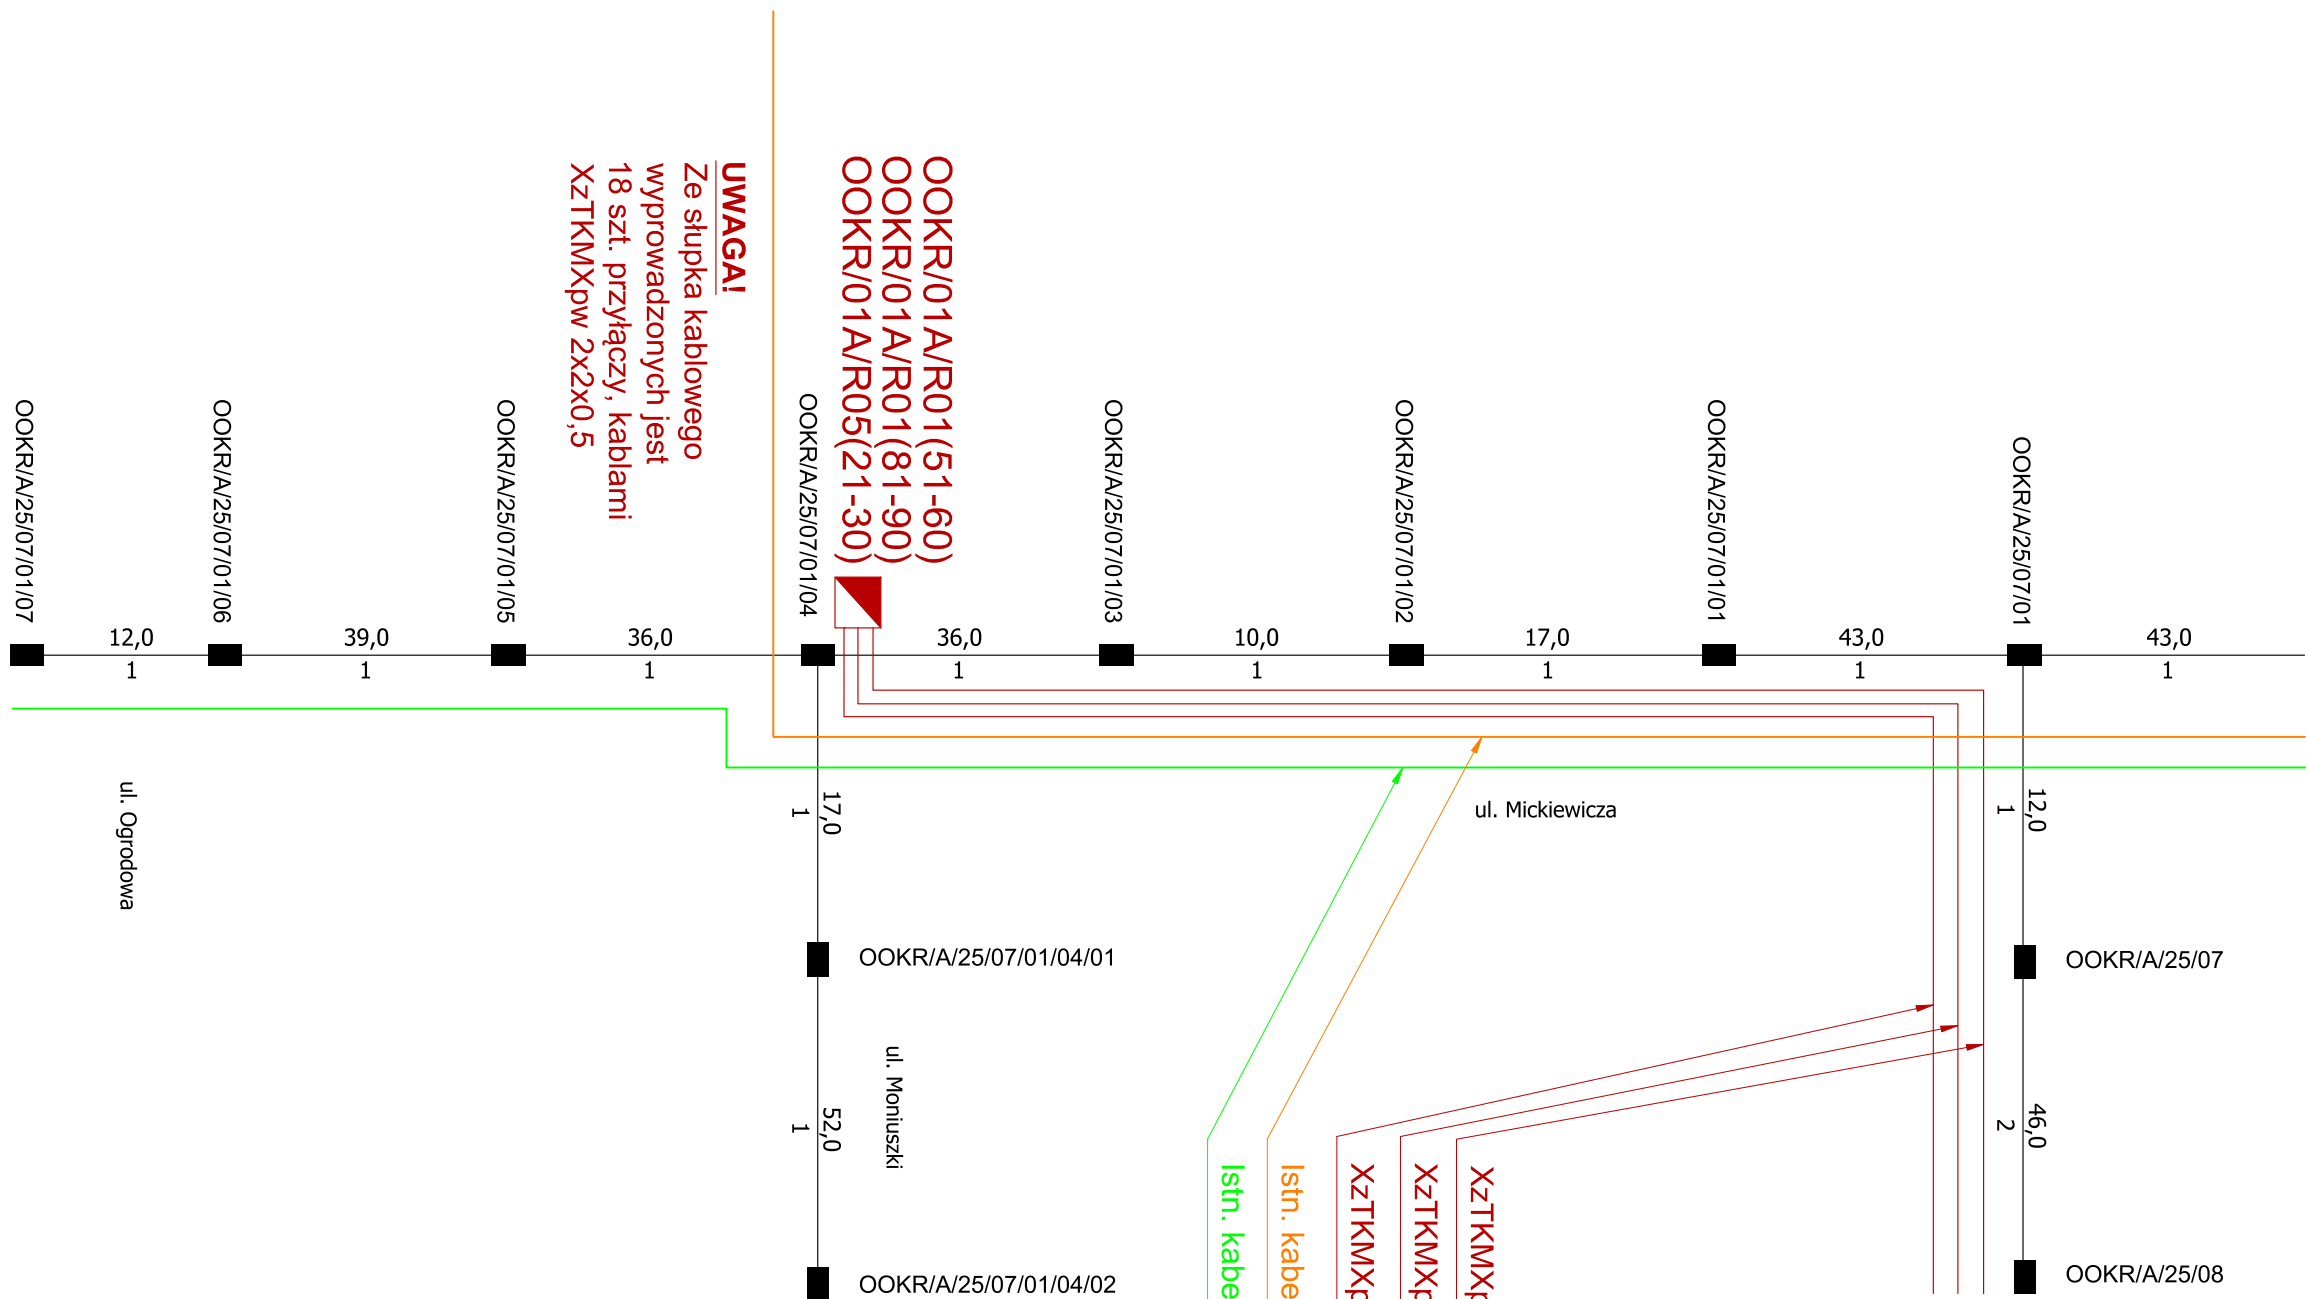 UWAGA!
Ze słupka kablowego
wyprowadzonych jest
18 szt. przyłączy, kablami
XzTKMXpw 2x2x0,5
OOKR/01A/R01(51-60)
OOKR/01A/R01(81-90)
OOKR/01A/R05(21-30)
OOKR/A/25/07/01/07
OOKR/A/25/07/01/06
OOKR/A/25/07/01/05
OOKR/A/25/07/01/04
OOKR/A/25/07/01/03
OOKR/A/25/07/01/02
OOKR/A/25/07/01/01
OOKR/A/25/07/01
12,0
1
39,0
1
36,0
1
36,0
1
10,0
1
17,0
1
43,0
1
43,0
1
ul. Ogrodowa
17,0
1
ul. Mickiewicza
12,0
1
OOKR/A/25/07/01/04/01
OOKR/A/25/07
ul. Moniuszki
52,0
1
46,0
2
Istn. kabe
Istn. kabe
XzTKMXp
XzTKMXp
XzTKMXp
OOKR/A/25/07/01/04/02
OOKR/A/25/08